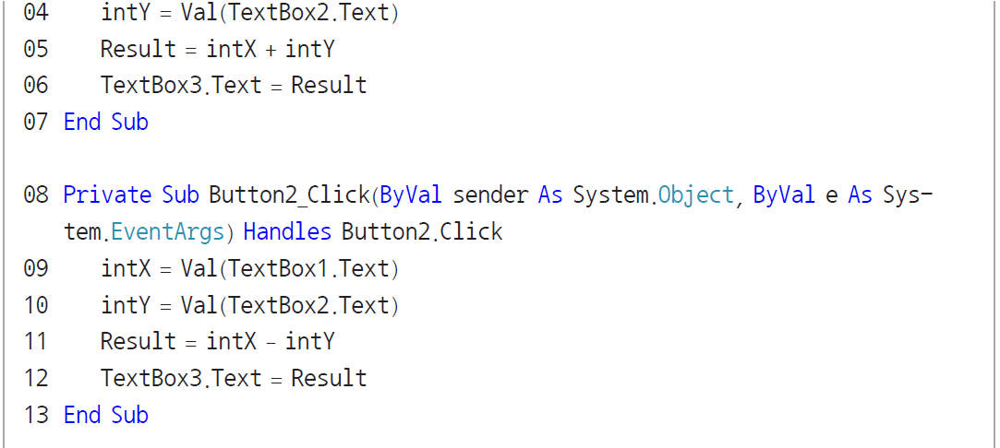 04 intY = Val(TextBox2.Text)
05 Result = intX + intY
06 TextBox3.Text = Result
07 End Sub
08 Private Sub Button2_Click(ByVal sender As System.Object, ByVal e As Sys-
tem.EventArgs) Handles Button2.Click
09 intX = Val(TextBox1.Text)
10 intY = Val(TextBox2.Text)
11 Result = intX - intY
12 TextBox3.Text = Result
13 End Sub